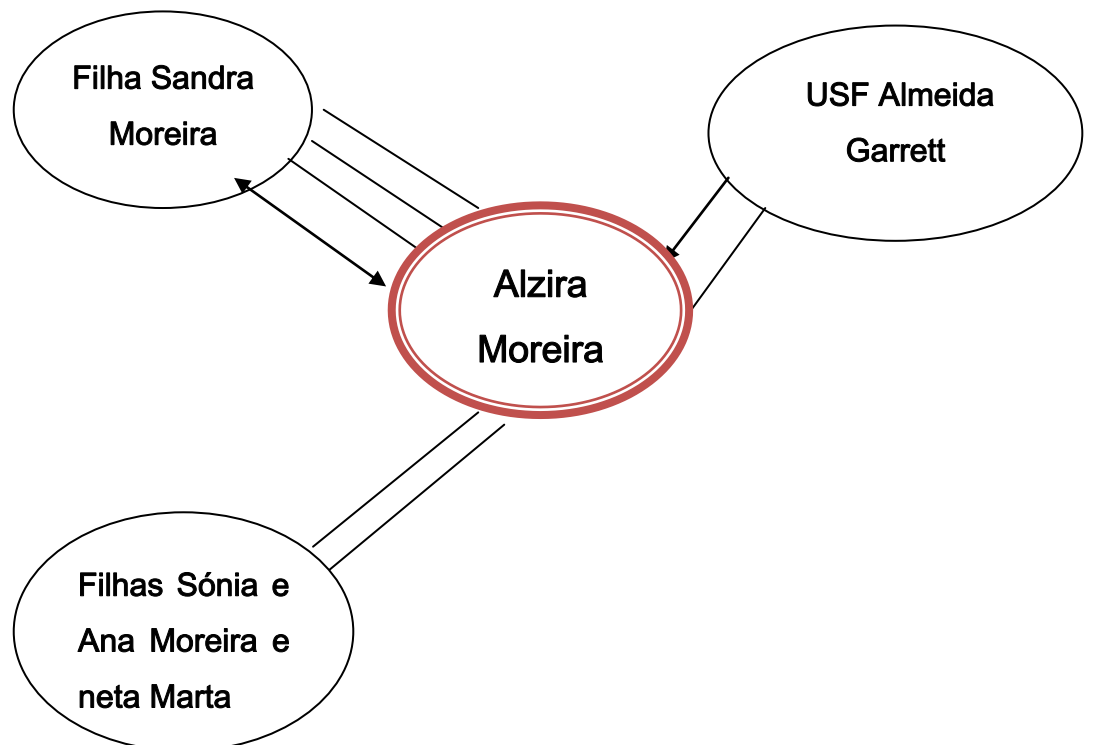 Filha Sandra
Moreira
USF Almeida
Garrett
Alzira
Moreira
Filhas Sónia e
Ana Moreira e
neta Marta